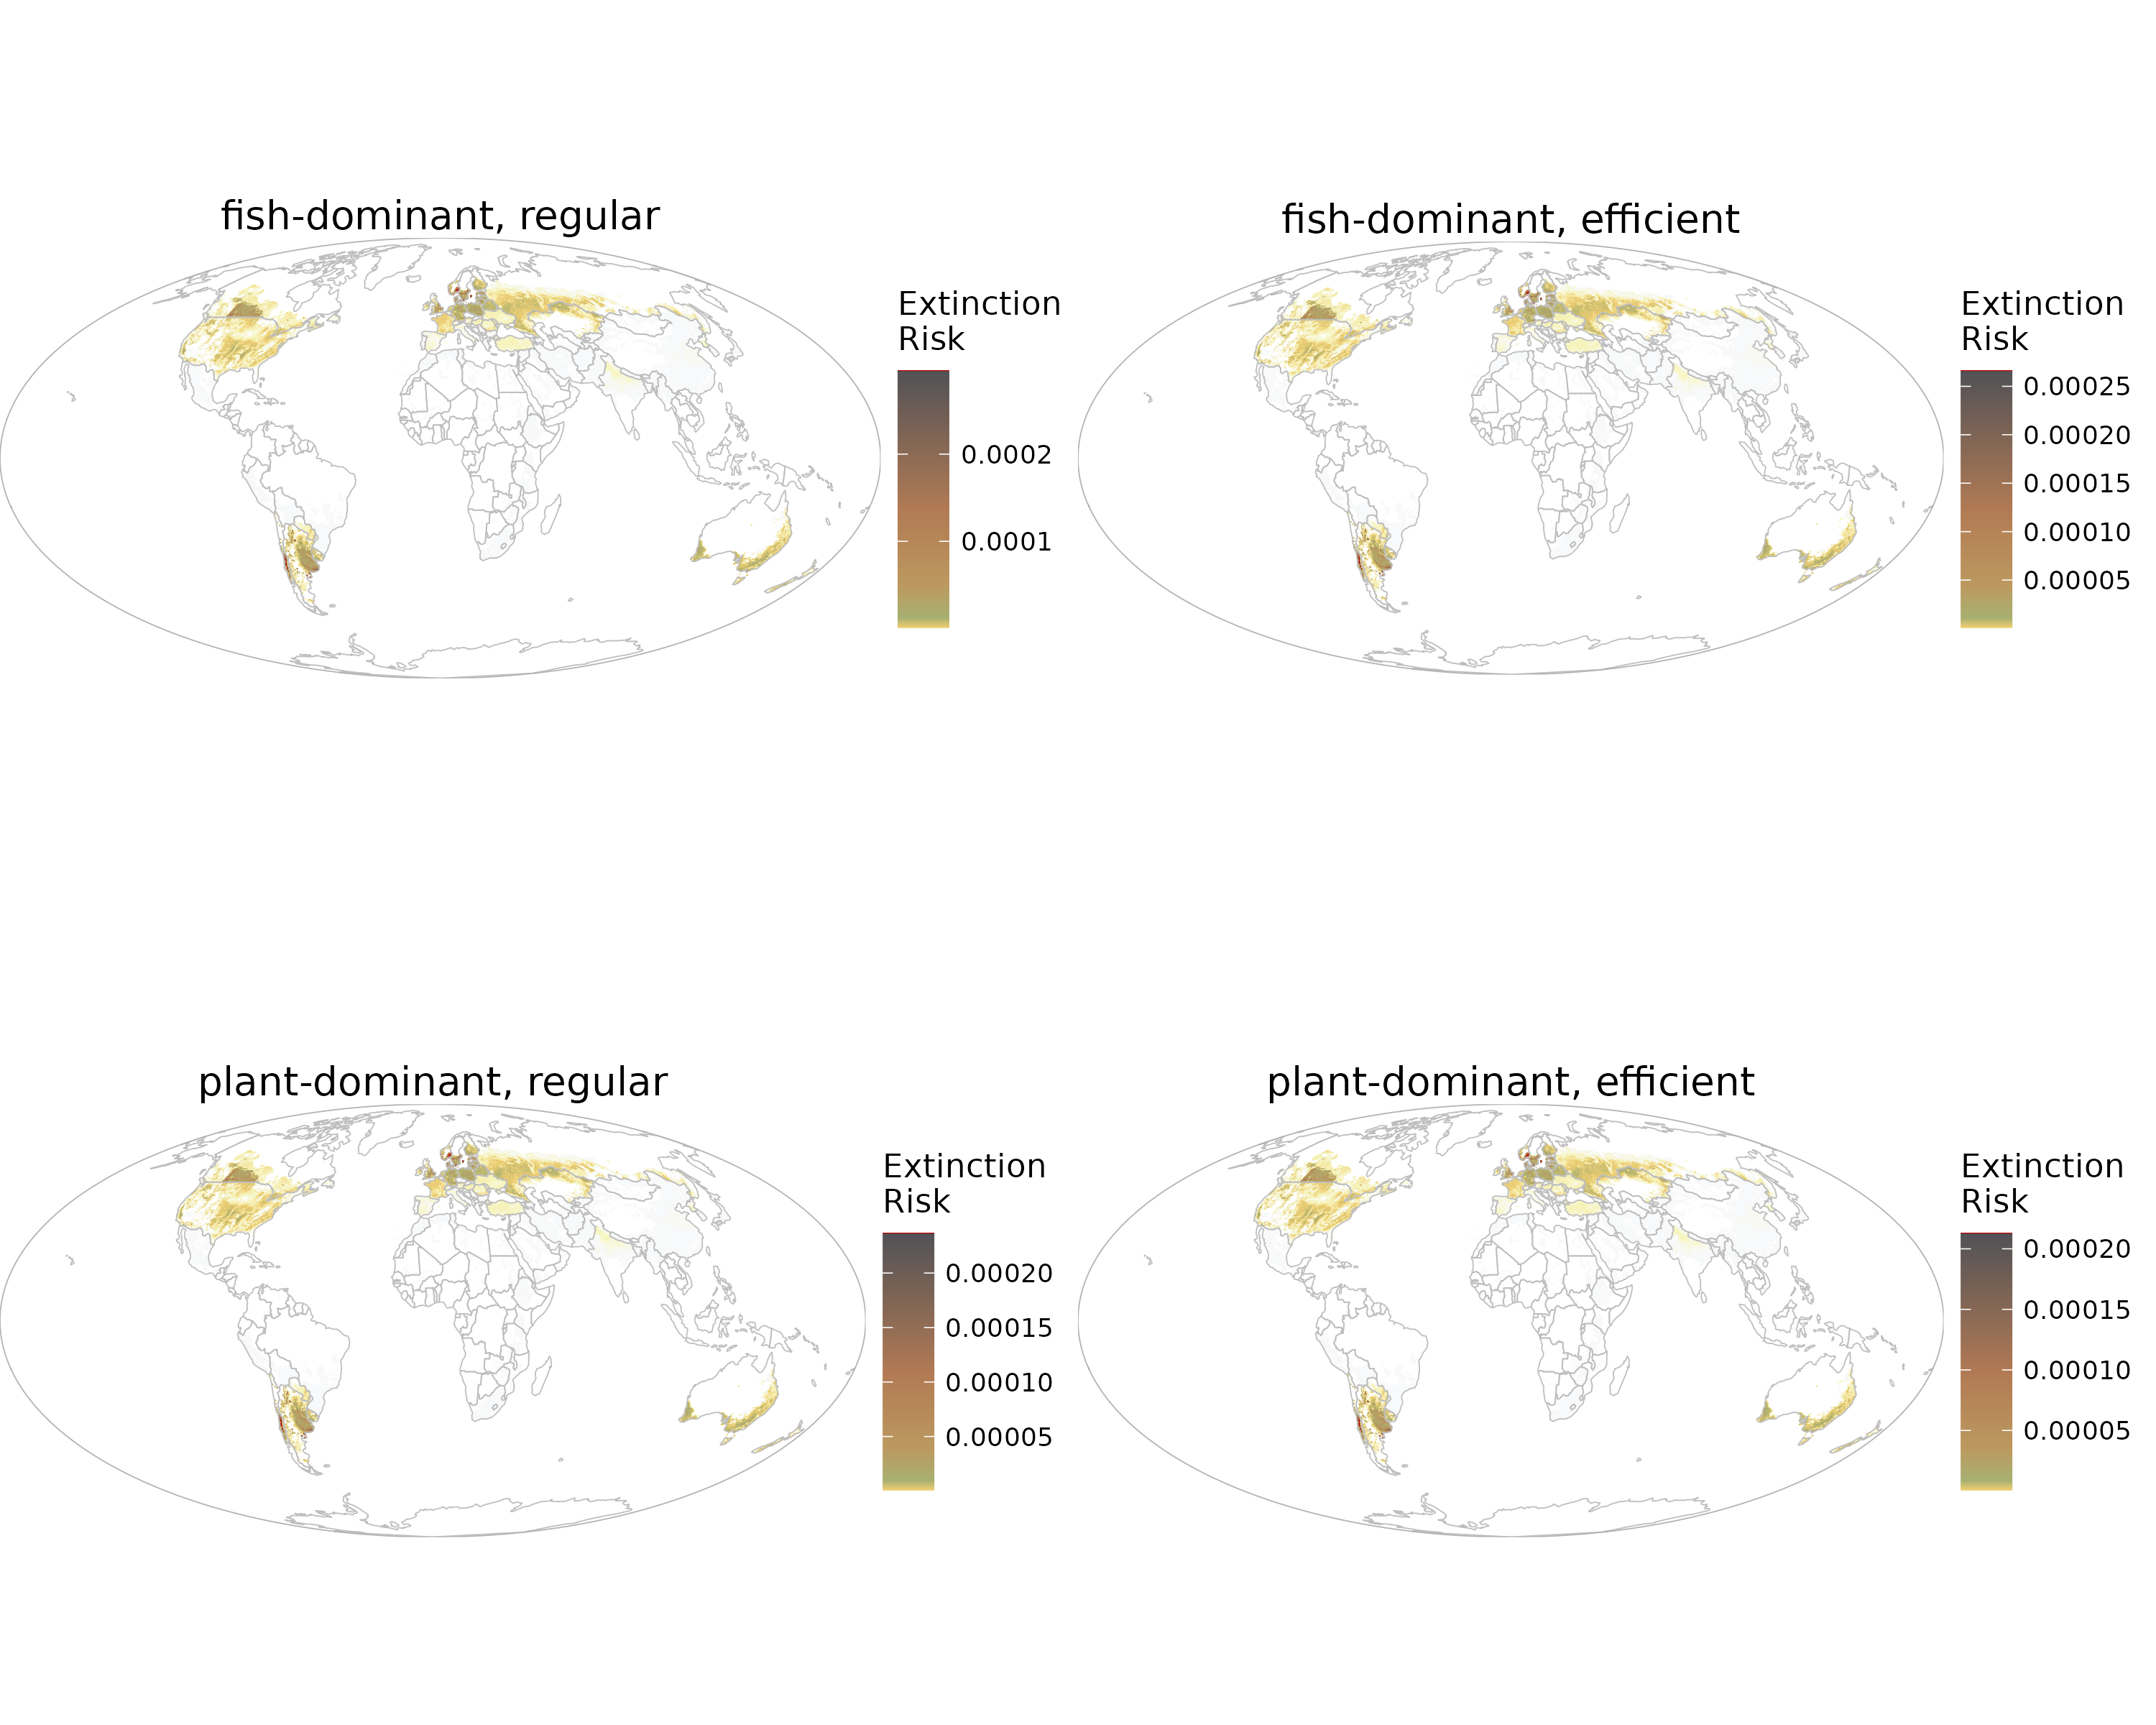 fish-dominant, regular
Extinction
Risk
0.0002
0.0001
fish-dominant, efficient
Extinction
Risk
0.00025
0.00020
0.00015
0.00010
0.00005
plant-dominant, regular
Extinction
Risk
0.00020
0.00015
0.00010
0.00005
plant-dominant, efficient
Extinction
Risk
0.00020
0.00015
0.00010
0.00005